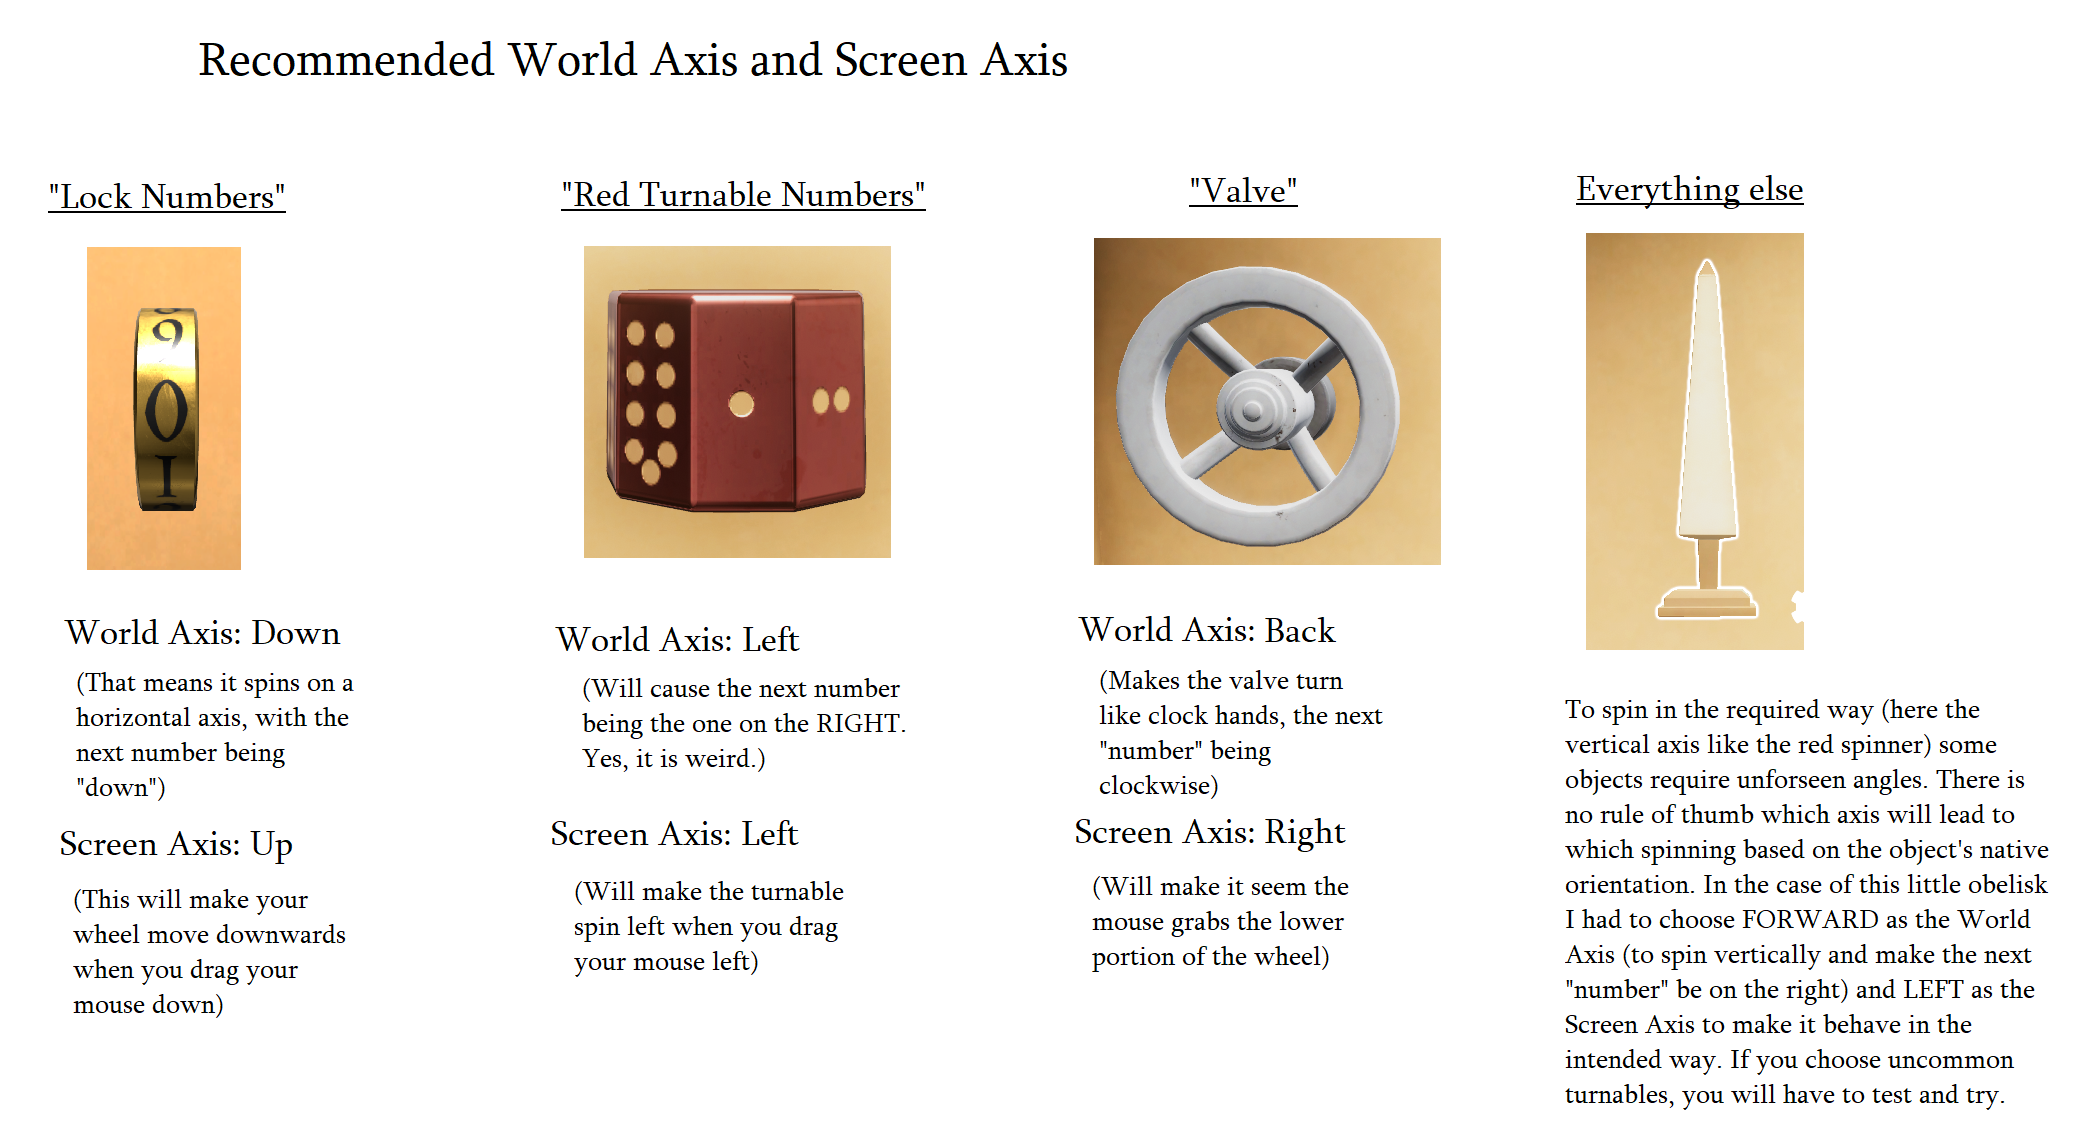 Recommended World Axis and Screen Axis
"Lock Numbers"
9
0
1
World Axis: Down
(That means it spins on a
horizontal axis, with the
next number being
"down")
Screen Axis: Up
(This will make your
wheel move downwards
when you drag your
mouse down)
"Red Turnable Numbers"
World Axis: Left
(Will cause the next number
being the one on the RIGHT.
Yes, it is weird.)
Screen Axis: Left
(Will make the turnable
spin left when you drag
your mouse left)
"Valve"
World Axis: Back
(Makes the valve turn
like clock hands, the next
"number" being
clockwise)
Screen Axis: Right
(Will make it seem the
mouse grabs the lower
portion of the wheel)
Everything else
To spin in the required way (here the
vertical axis like the red spinner) some
objects require unforseen angles. There is
no rule of thumb which axis will lead to
which spinning based on the object's native
orientation. In the case of this little obelisk
I had to choose FORWARD as the World
Axis (to spin vertically and make the next
"number" be on the right) and LEFT as the
Screen Axis to make it behave in the
intended way. If you choose uncommon
turnables, you will have to test and try.